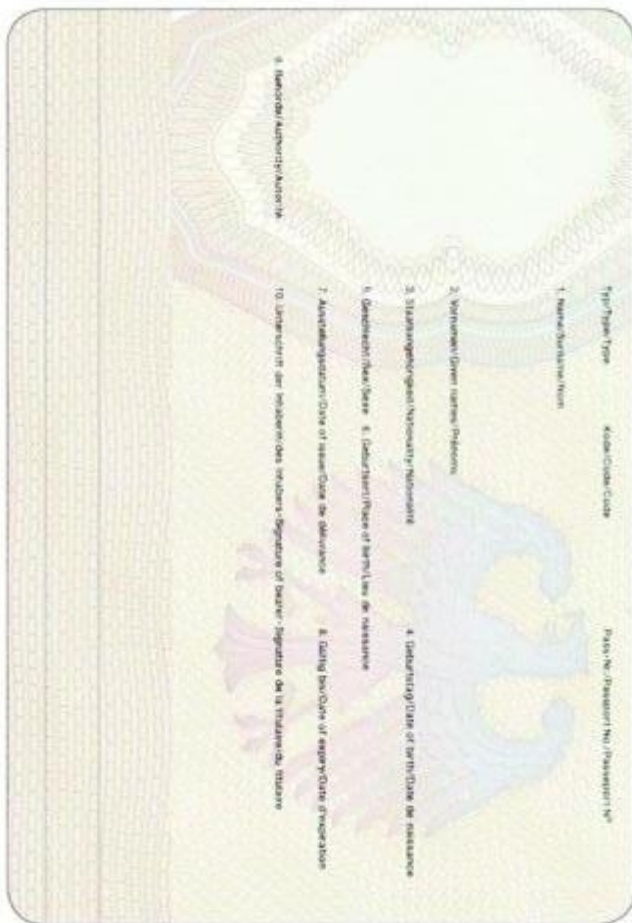 Typ/Type/Type Kode/Code/Code Pass-Nr./Passport No./Passeport N°
1. Name/Surname/Nom
2. Vornamen/Given names/Prénoms
3. Staatsangehörigkeit/Nationality/Nationalité 4. Geburtstag/Date of birth/Date de naissance
5. Geschlecht/Sex/Sexe 6. Geburtsort/Place of birth/Lieu de naissance
7. Ausstellungsdatum/Date of issue/Date de délivrance 8. Gültig bis/Date of expiry/Date d'expiration
9. Behörde/Authority/Autorité 10. Unterschrift der Inhaberin/des Inhabers-Signature of bearer-Signature de la titulaire/du titulaire